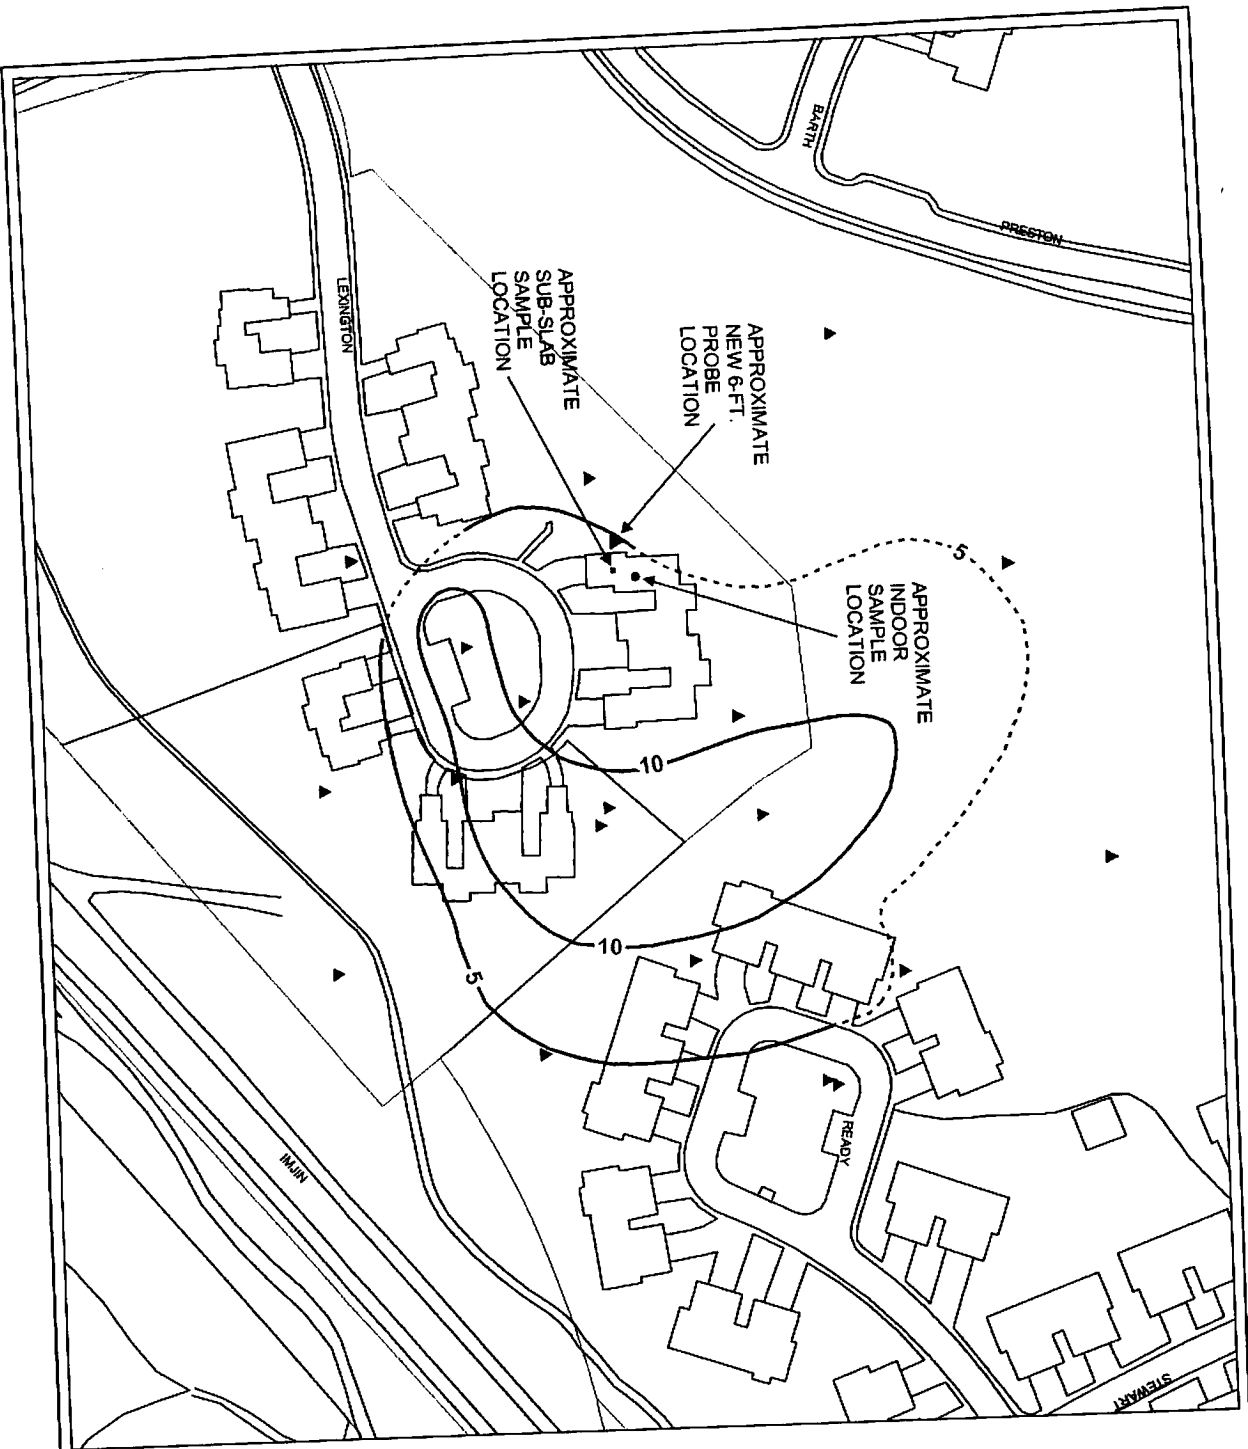 BARTH
PRESTON
LEXINGTON
APPROXIMATE
SUB-SLAB
SAMPLE
LOCATION
APPROXIMATE
NEW 6-FT.
PROBE
LOCATION
APPROXIMATE
INDOOR
SAMPLE
LOCATION
5
10
10
5
READY
IMJIN
STEWART